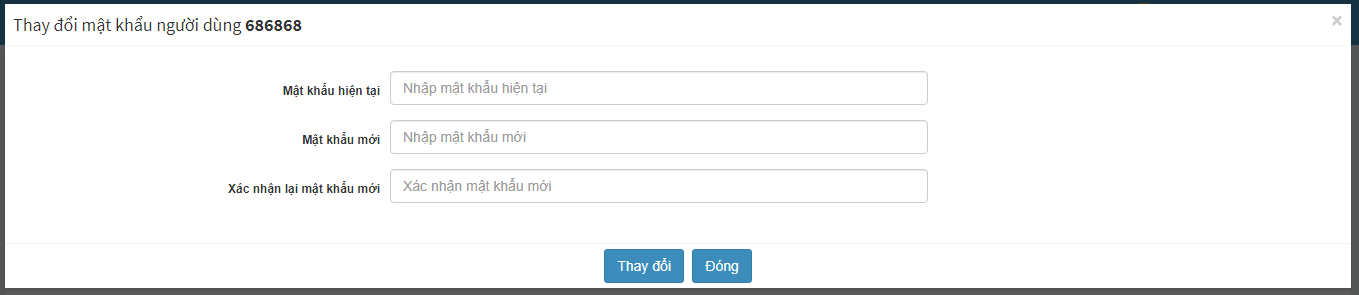 Thay đổi mật khẩu người dùng 686868
×
Mật khẩu hiện tại
Nhập mật khẩu hiện tại
Mật khẩu mới
Nhập mật khẩu mới
Xác nhận lại mật khẩu mới
Xác nhận mật khẩu mới
Thay đổi
Đóng